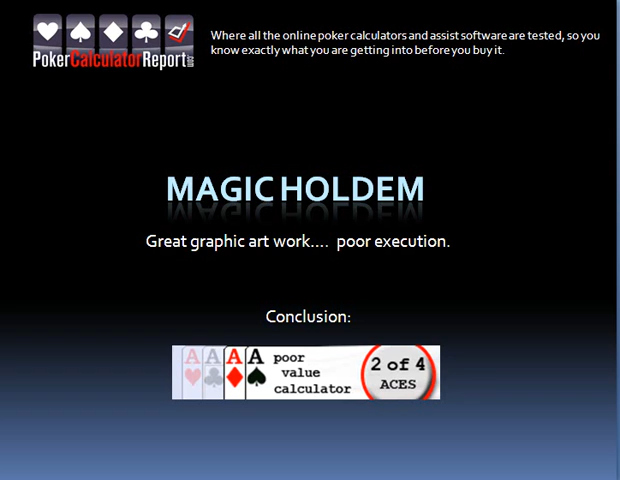 PokerCalculatorReport.com
Where all the online poker calculators and assist software are tested, so you
know exactly what you are getting into before you buy it.
MAGIC HOLDEM
Great graphic art work.... poor execution.
Conclusion:
A A A A poor
value
calculator
2 of 4
ACES